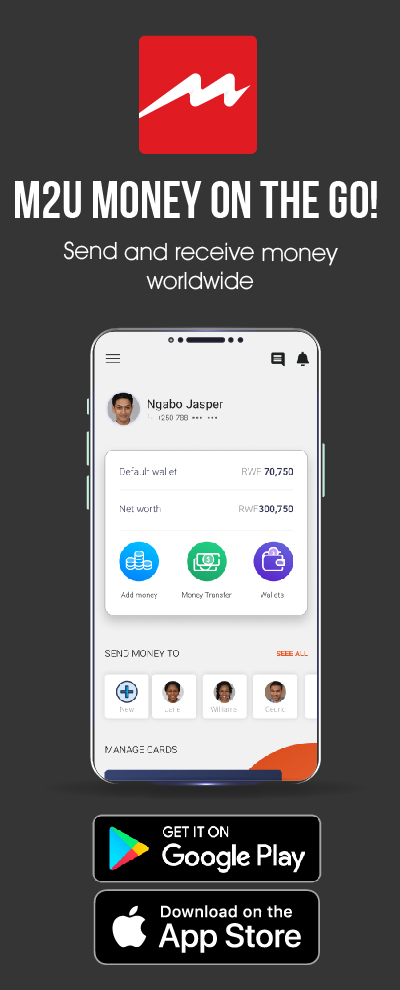 M2U MONEY ON THE GO!
Send and receive money
worldwide
Ngabo Jasper
+250 788 ••• •••
Default wallet RWF 70,750
Net worth RWF300,750
Add money Money Transfer Wallets
SEND MONEY TO SEEE ALL
New Jane Williame Cedric
MANAGE CARDS
GET IT ON
Google Play
Download on the
App Store